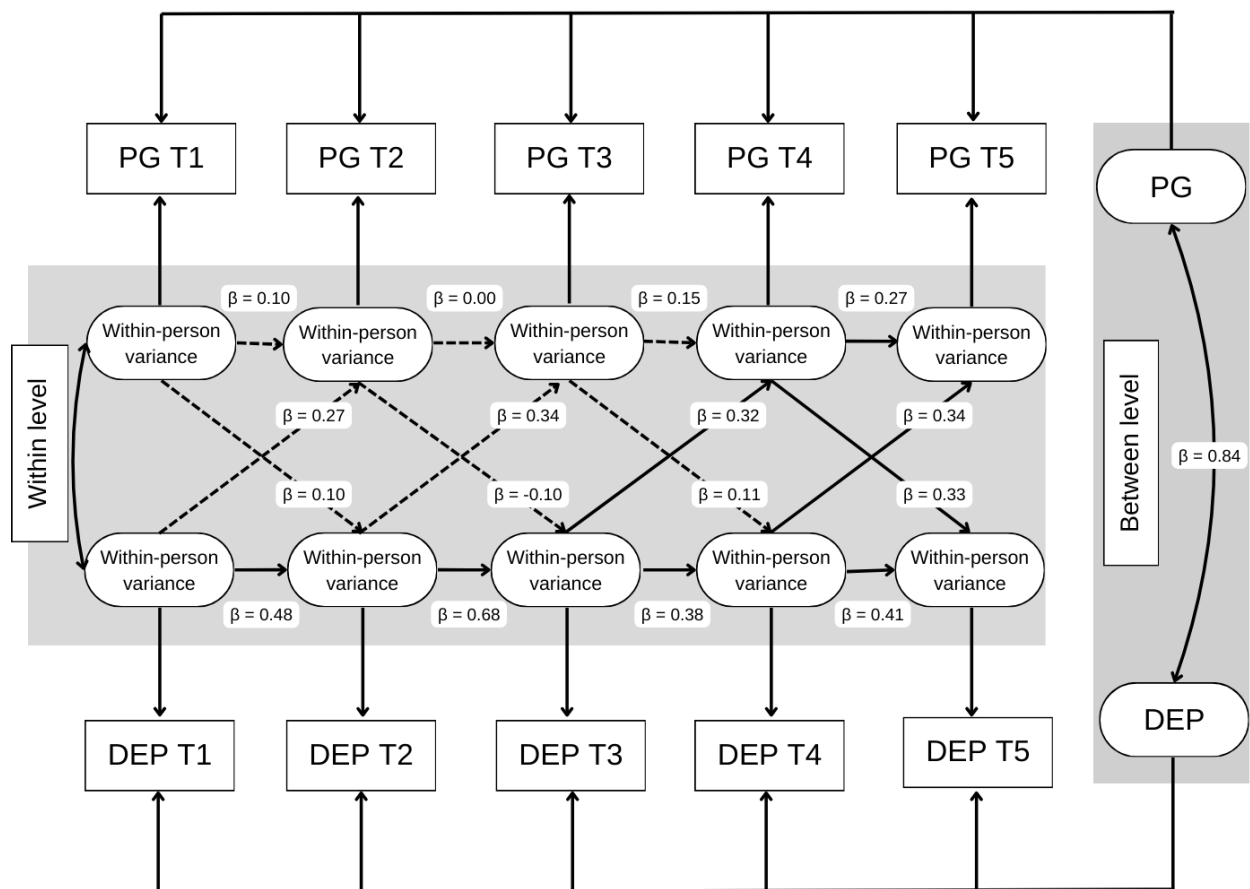 PG T1
PG T2
PG T3
PG T4
PG T5
PG
β = 0.10
β = 0.00
β = 0.15
β = 0.27
Within-person
variance
Within-person
variance
Within-person
variance
Within-person
variance
Within-person
variance
Within level
Between level
β = 0.27
β = 0.34
β = 0.32
β = 0.34
β = 0.84
β = 0.10
β = -0.10
β = 0.11
β = 0.33
Within-person
variance
Within-person
variance
Within-person
variance
Within-person
variance
Within-person
variance
β = 0.48
β = 0.68
β = 0.38
β = 0.41
DEP
DEP T1
DEP T2
DEP T3
DEP T4
DEP T5